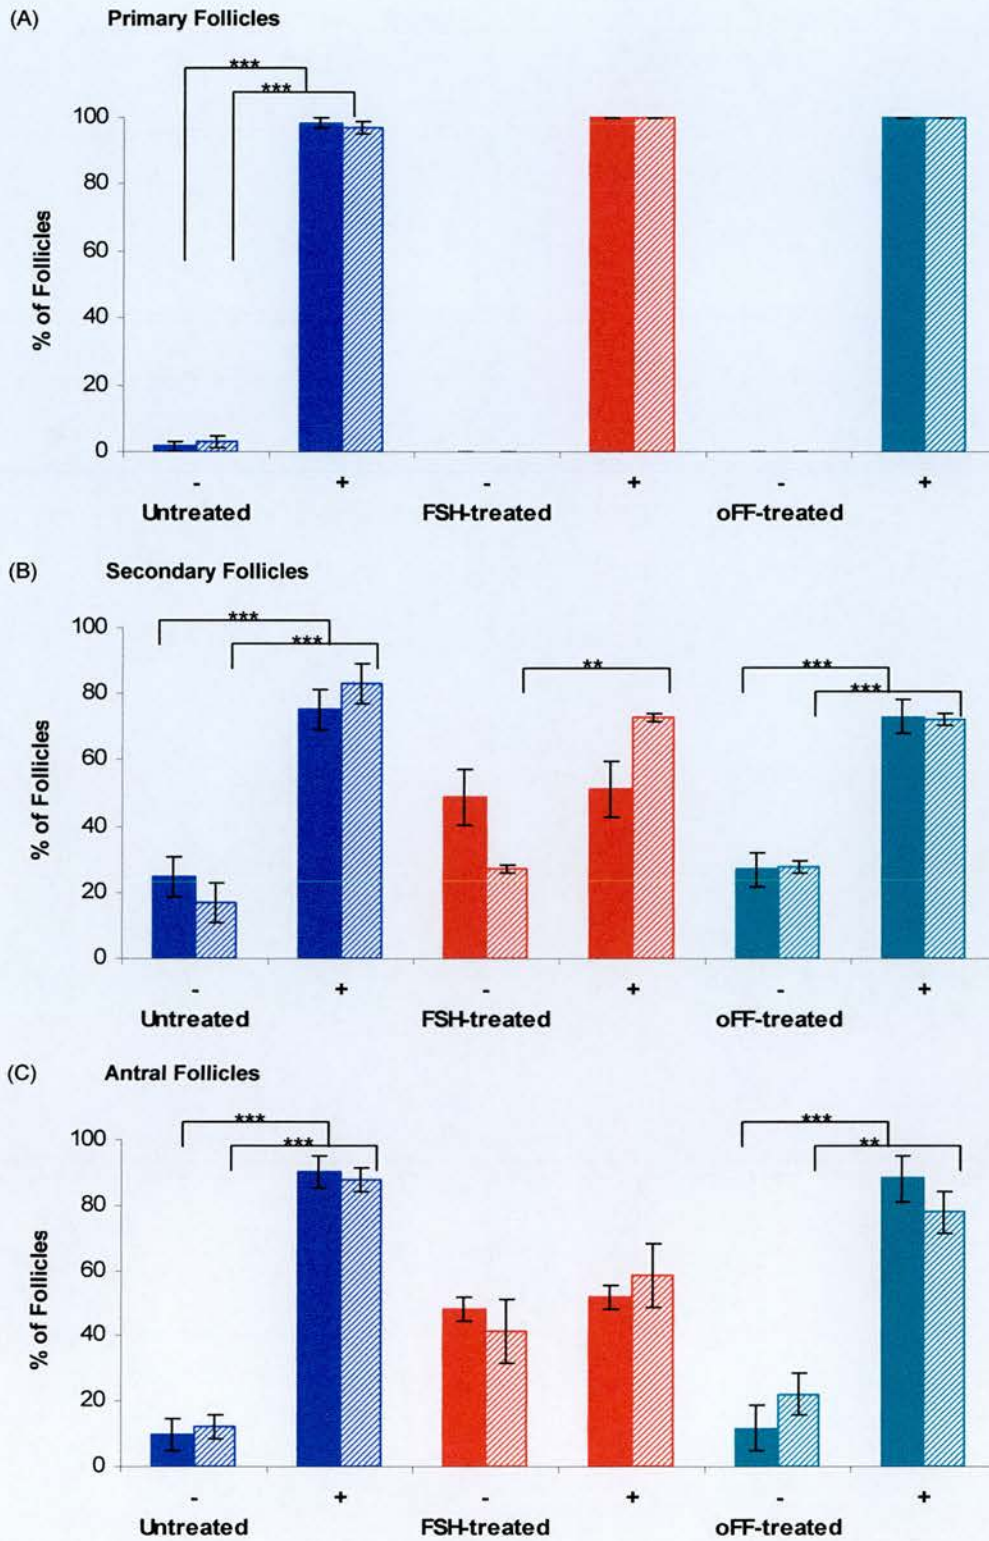 (A) Primary Follicles
*** 
***
100
80
60
40
20
0
% of Follicles
- + - + - +
Untreated FSH-treated oFF-treated
(B) Secondary Follicles
*** 
*** ** ***
***
100
80
60
40
20
0
% of Follicles
- + - + - +
Untreated FSH-treated oFF-treated
(C) Antral Follicles
*** ***
*** **
100
80
60
40
20
0
% of Follicles
- + - + - +
Untreated FSH-treated oFF-treated